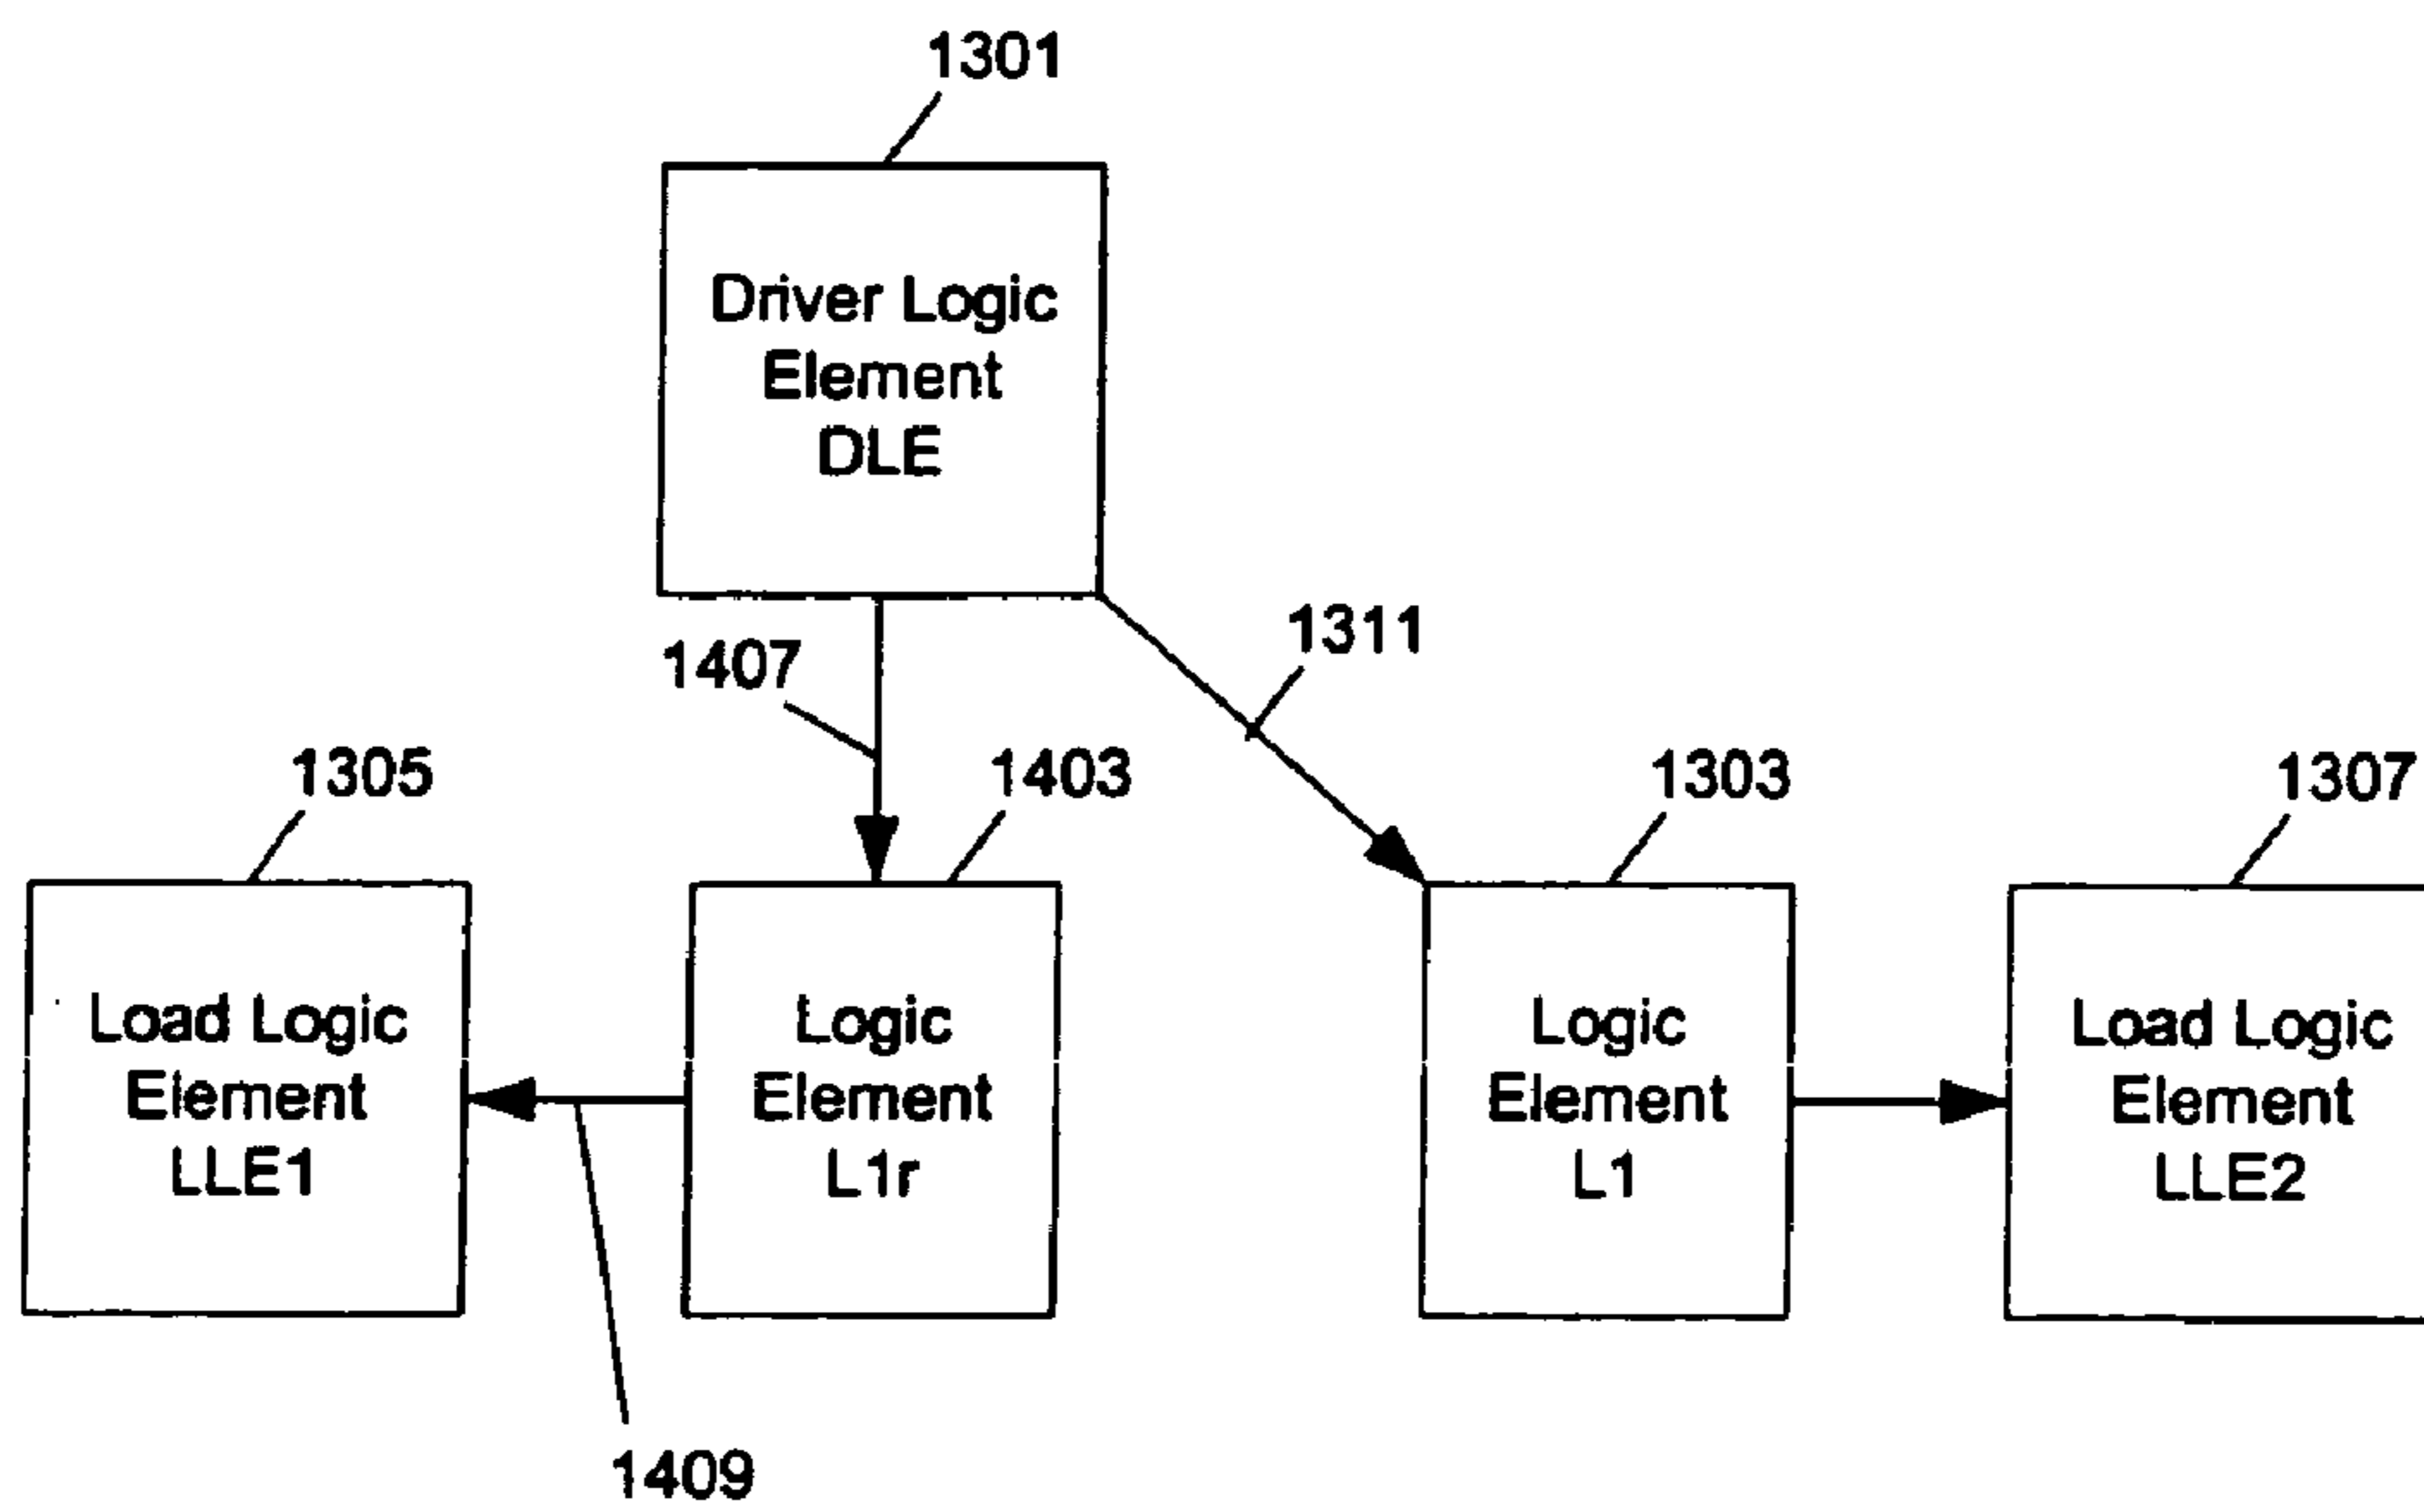 1301
Driver Logic
Element
DLE
1311
1407
1305
1403
1303
1307
Load Logic
Element
LLE1
Logic
Element
L1r
Logic
Element
L1
Load Logic
Element
LLE2
1409